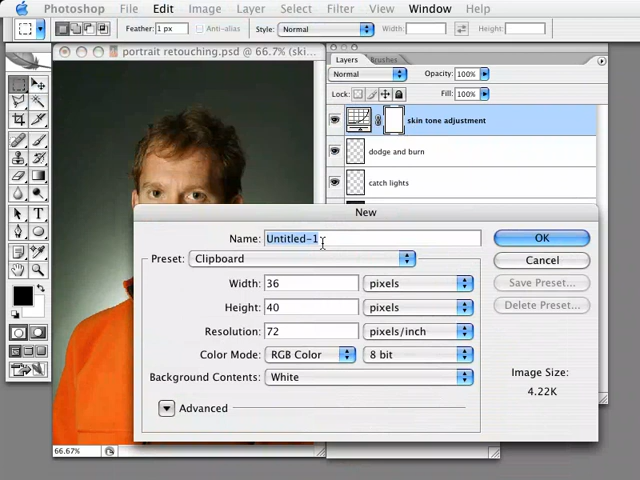 Photoshop File Edit Image Layer Select Filter View Window Help
Feather: 1 px Anti-alias Style: Normal Width: Height:
portrait retouching.psd @ 66.7% (ski
Layers Brushes
Normal Opacity: 100%
Lock: Fill: 100%
skin tone adjustment
dodge and burn
catch lights
New
Name: Untitled-1 OK
Preset: Clipboard Cancel
Width: 36 pixels Save Preset...
Height: 40 pixels Delete Preset...
Resolution: 72 pixels/inch
Color Mode: RGB Color 8 bit
Background Contents: White Image Size:
4.22K
Advanced
66.67%